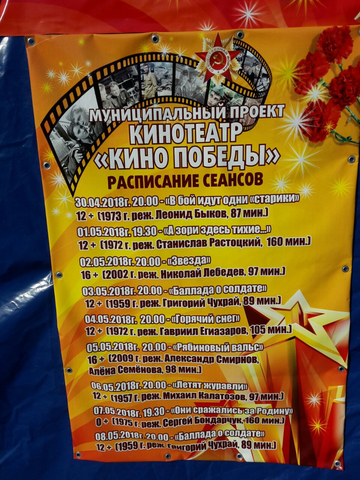 МУНИЦИПАЛЬНЫЙ ПРОЕКТ
КИНОТЕАТР
«КИНО ПОБЕДЫ»
РАСПИСАНИЕ СЕАНСОВ
30.04.2018г. 20.00 - «В бой идут одни «старики»
12 + (1973 г. реж. Леонид Быков, 87 мин.)
01.05.2018г. 19.30 - «А зори здесь тихие...»
12 + (1972 г. реж. Станислав Растоцкий, 160 мин.)
02.05.2018г. 20.00 - «Звезда»
16 + (2002 г. реж. Николай Лебедев, 97 мин.)
03.05.2018г. 20.00 - «Баллада о солдате»
12 + (1959 г. реж. Григорий Чухрай, 89 мин.)
04.05.2018г. 20.00 - «Горячий снег»
12 + (1972 г. реж. Гавриил Егиазаров, 105 мин.)
05.05.2018г. 20.00 - «Рябиновый вальс»
16 + (2009 г. реж. Александр Смирнов,
Алёна Семёнова, 98 мин.)
06.05.2018г. 20.00 - «Летят журавли»
12 + (1957 г. реж. Михаил Калатозов, 97 мин.)
07.05.2018г. 19.30 - «Они сражались за Родину»
0 + (1975 г. реж. Сергей Бондарчук, 160 мин.)
08.05.2018г. 20.00 - «Баллада о солдате»
12 + (1959 г. реж. Григорий Чухрай, 89 мин.)